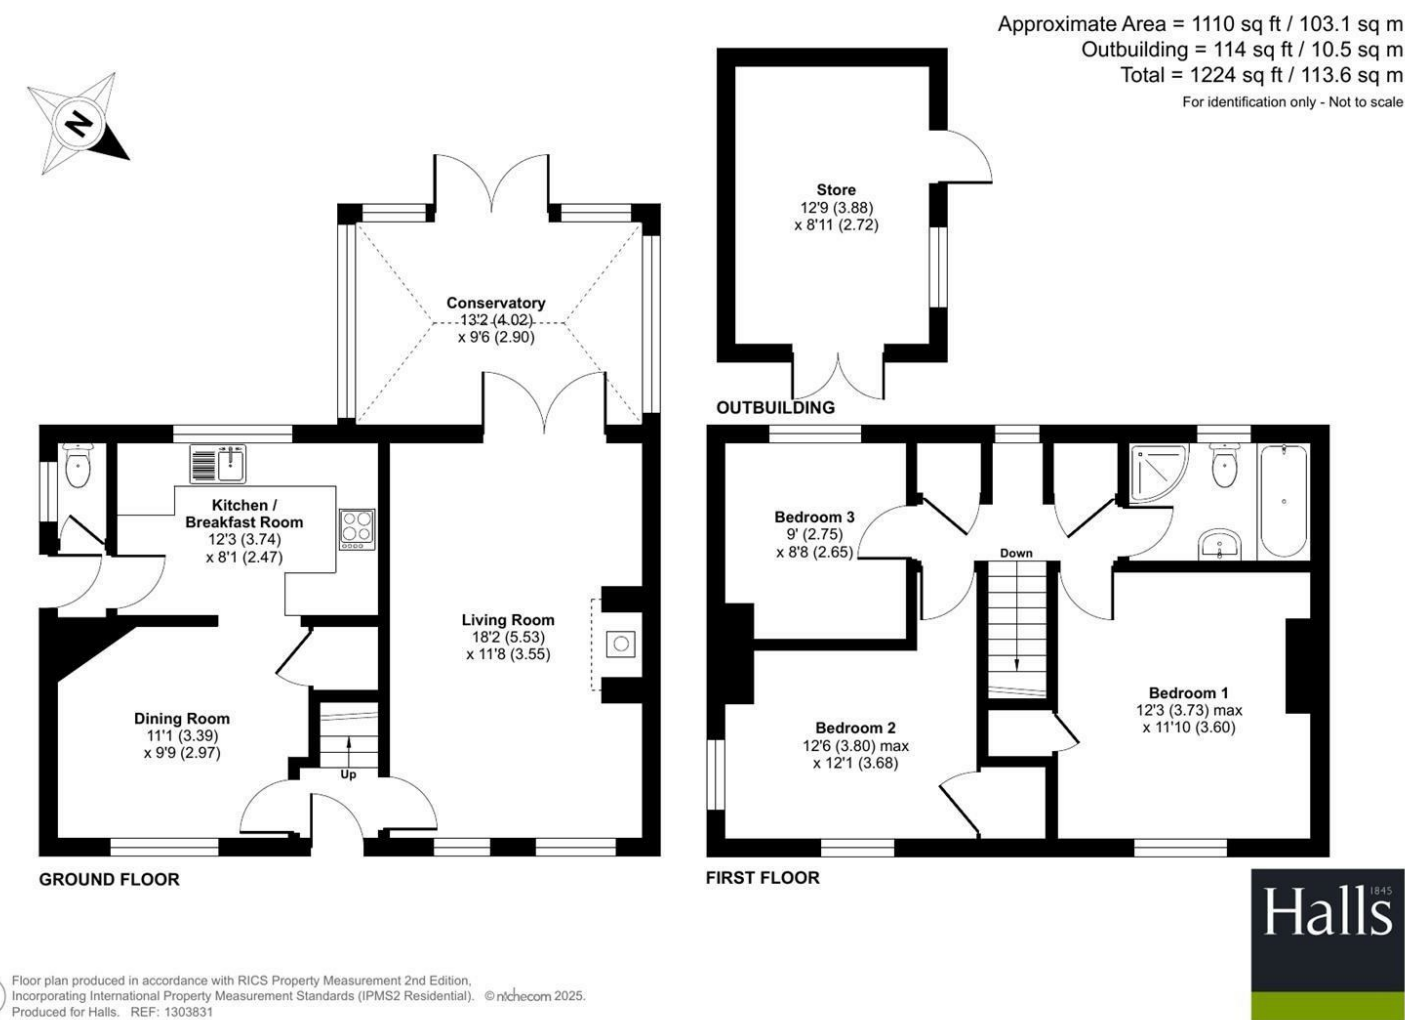 Approximate Area = 1110 sq ft / 103.1 sq m
Outbuilding = 114 sq ft / 10.5 sq m
Total = 1224 sq ft / 113.6 sq m
For identification only - Not to scale
N
Store
12'9 (3.88)
x 8'11 (2.72)
Conservatory
13'2 (4.02)
x 9'6 (2.90)
OUTBUILDING
Kitchen /
Breakfast Room
12'3 (3.74)
x 8'1 (2.47)
Living Room
18'2 (5.53)
x 11'8 (3.55)
Dining Room
11'1 (3.39)
x 9'9 (2.97)
Up
GROUND FLOOR
Bedroom 3
9' (2.75)
x 8'8 (2.65)
Down
Bedroom 2
12'6 (3.80) max
x 12'1 (3.68)
Bedroom 1
12'3 (3.73) max
x 11'10 (3.60)
FIRST FLOOR
1845
Halls
Floor plan produced in accordance with RICS Property Measurement 2nd Edition,
Incorporating International Property Measurement Standards (IPMS2 Residential). © nichecom 2025.
Produced for Halls. REF: 1303831